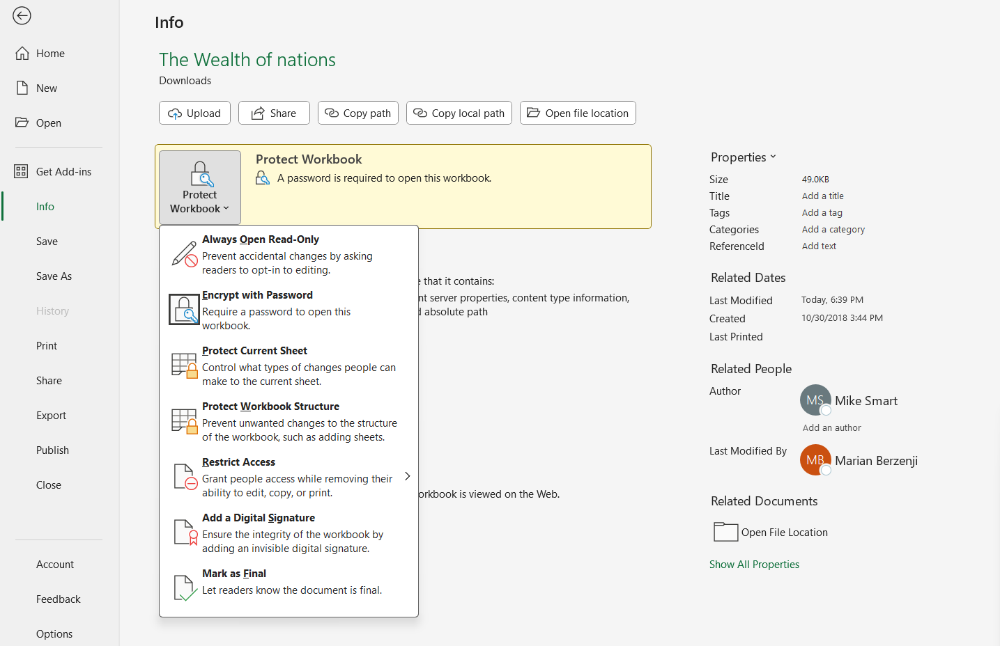 Info
Home
New
Open
Get Add-ins
Info
Save
Save As
History
Print
Share
Export
Publish
Close
Account
Feedback
Options
The Wealth of nations
Downloads
Upload
Share
Copy path
Copy local path
Open file location
Protect
Workbook
Protect Workbook
A password is required to open this workbook.
Always Open Read-Only
Prevent accidental changes by asking
readers to opt-in to editing.
Encrypt with Password
Require a password to open this
workbook.
Protect Current Sheet
Control what types of changes people can
make to the current sheet.
Protect Workbook Structure
Prevent unwanted changes to the structure
of the workbook, such as adding sheets.
Restrict Access
Grant people access while removing their
ability to edit, copy, or print.
Add a Digital Signature
Ensure the integrity of the workbook by
adding an invisible digital signature.
Mark as Final
Let readers know the document is final.
that it contains:
server properties, content type information,
absolute path
is viewed on the Web.
Properties
Size 49.0KB
Title Add a title
Tags Add a tag
Categories Add a category
ReferenceId Add text
Related Dates
Last Modified Today, 6:39 PM
Created 10/30/2018 3:44 PM
Last Printed
Related People
Author MS Mike Smart
Add an author
Last Modified By MB Marian Berzenji
Related Documents
Open File Location
Show All Properties